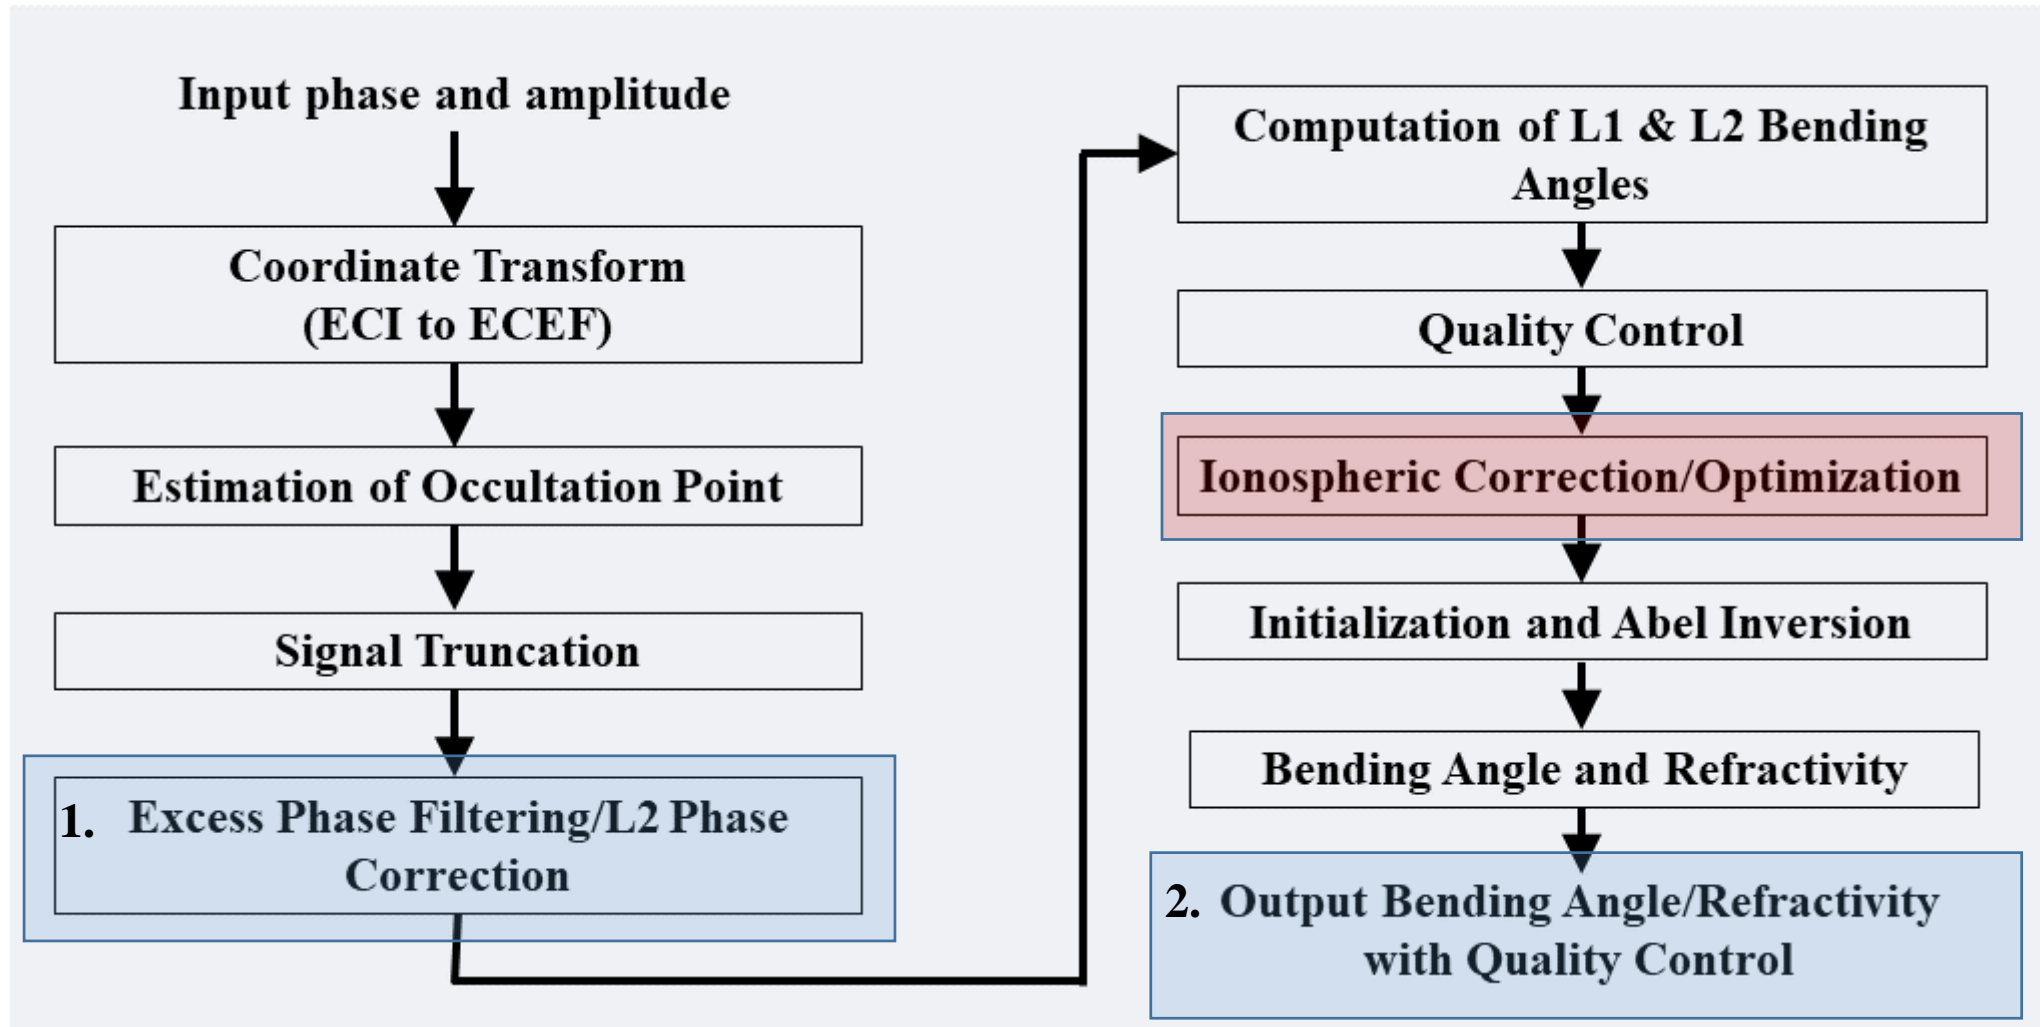 Input phase and amplitude
Coordinate Transform
(ECI to ECEF)
Estimation of Occultation Point
Signal Truncation
1. Excess Phase Filtering/L2 Phase
Correction
Computation of L1 & L2 Bending
Angles
Quality Control
Ionospheric Correction/Optimization
Initialization and Abel Inversion
Bending Angle and Refractivity
2. Output Bending Angle/Refractivity
with Quality Control